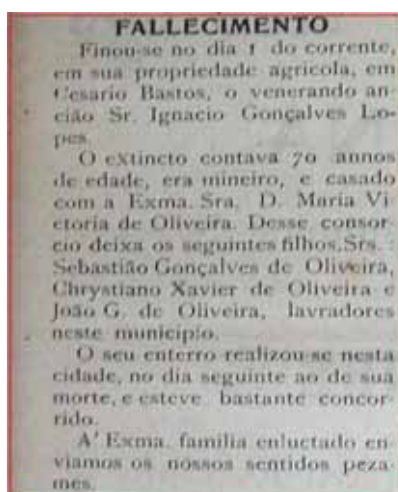 FALLECIMENTO
Finou-se no dia 1 do corrente,
em sua propriedade agricola, em
Cesario Bastos, o venerando an-
cião Sr. Ignacio Gonçalves Lo-
pes.
O extincto contava 70 annos
de edade, era mineiro, e casado
com a Exma. Sra. D. Maria Vi-
ctoria de Oliveira. Desse consor-
cio deixa os seguintes filhos,Srs. :
Sebastião Gonçalves de Oliveira,
Chrystiano Xavier de Oliveira e
João G. de Oliveira, lavradores
neste municipio.
O seu enterro realizou-se nesta
cidade, no dia seguinte ao de sua
morte, e esteve bastante concor-
rido.
A' Exma. familia enluctado en-
viamos os nossos sentidos peza-
mes.